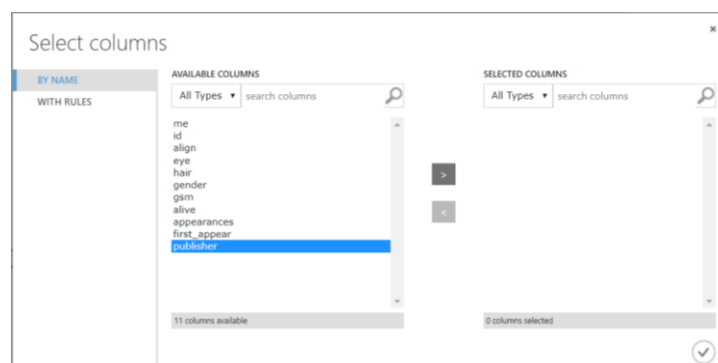 Select columns
BY NAME
WITH RULES
AVAILABLE COLUMNS
All Types search columns
me
id
align
eye
hair
gender
gsm
alive
appearances
first_appear
publisher
11 columns available
>
<
SELECTED COLUMNS
All Types search columns
0 columns selected